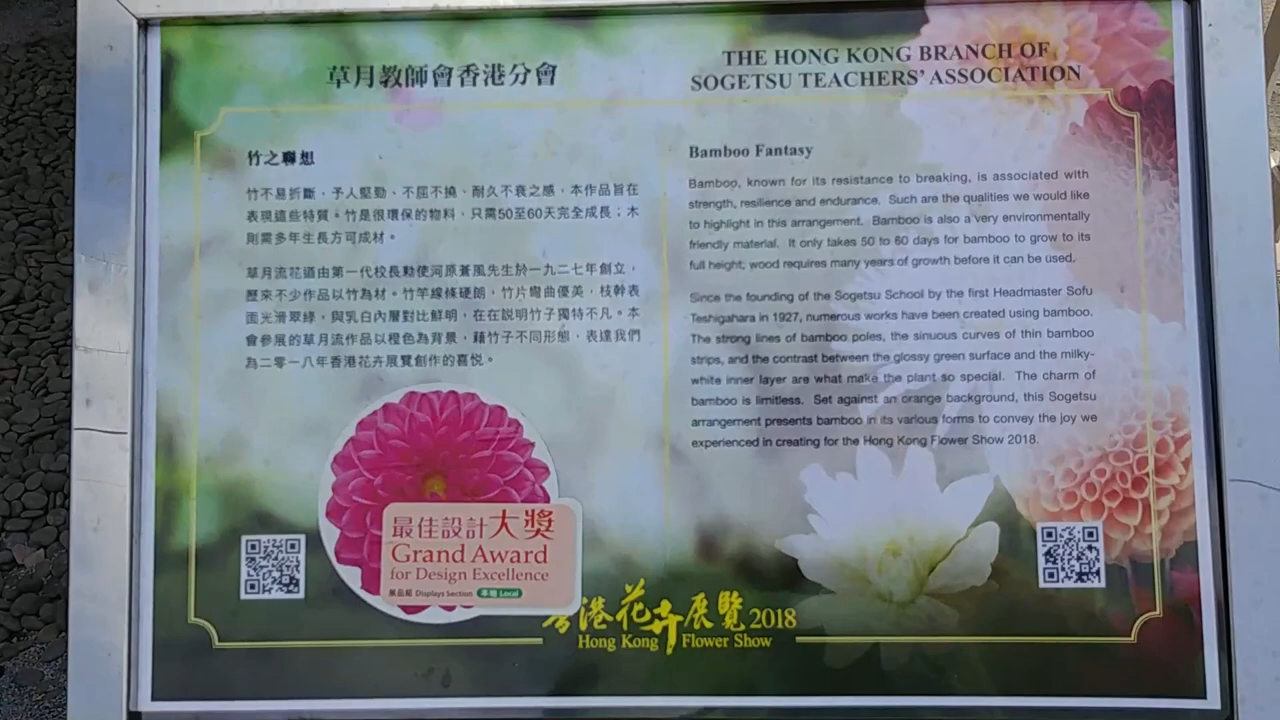 草月教師會香港分會
竹之聯想
竹不易折斷，予人堅勁、不屈不撓、耐久不衰之感，本作品旨在
表現這些特質。竹是很環保的物料，只需50至60天完全成長；木
則需多年生長方可成材。
草月流花道由第一代校長勅使河原蒼風先生於一九二七年創立，
歷來不少作品以竹為材。竹竿線條硬朗，竹片彎曲優美，枝幹表
面光滑翠綠，與乳白內層對比鮮明，在在説明竹子獨特不凡。本
會參展的草月流作品以橙色為背景，藉竹子不同形態，表達我們
為二零一八年香港花卉展覽創作的喜悦。
THE HONG KONG BRANCH OF
SOGETSU TEACHERS' ASSOCIATION
Bamboo Fantasy
Bamboo, known for its resistance to breaking, is associated with
strength, resilience and endurance. Such are the qualities we would like
to highlight in this arrangement. Bamboo is also a very environmentally
friendly material. It only takes 50 to 60 days for bamboo to grow to its
full height; wood requires many years of growth before it can be used.
Since the founding of the Sogetsu School by the first Headmaster Sofu
Teshigahara in 1927, numerous works have been created using bamboo.
The strong lines of bamboo poles, the sinuous curves of thin bamboo
strips, and the contrast between the glossy green surface and the milky-
white inner layer are what make the plant so special. The charm of
bamboo is limitless. Set against an orange background, this Sogetsu
arrangement presents bamboo in its various forms to convey the joy we
experienced in creating for the Hong Kong Flower Show 2018.
最佳設計大獎
Grand Award
for Design Excellence
展品組 Displays Section 本地 Local
香港花卉展覽2018
Hong Kong Flower Show